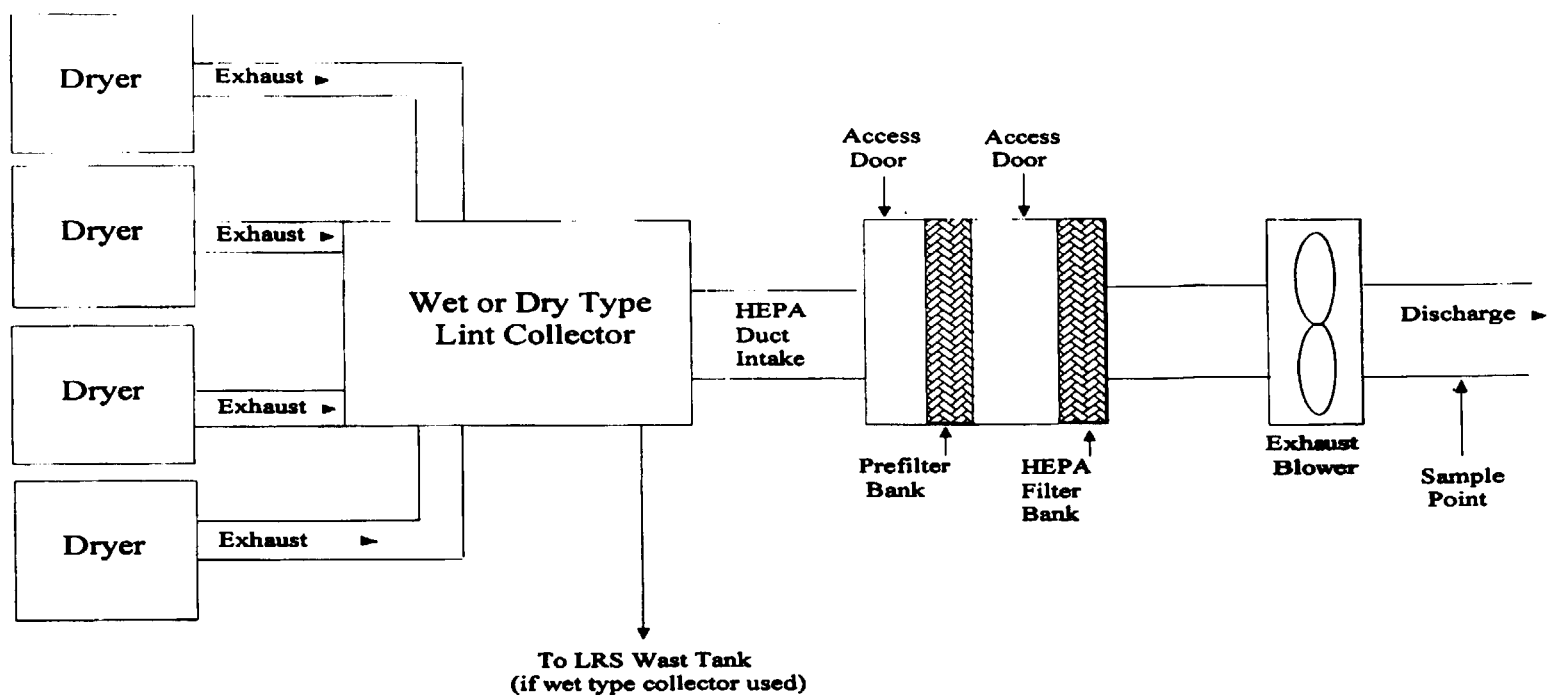 Dryer
Exhaust
Access
Door
Access
Door
Dryer
Exhaust
Wet or Dry Type
Lint Collector
HEPA
Duct
Intake
Discharge
Dryer
Exhaust
Prefilter
Bank
HEPA
Filter
Bank
Exhaust
Blower
Sample
Point
Dryer
Exhaust
To LRS Wast Tank
(if wet type collector used)